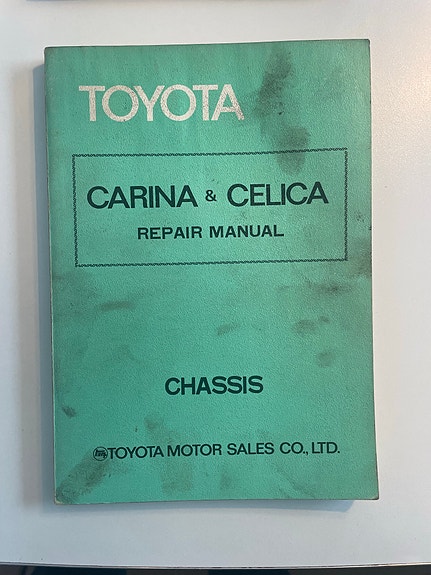 TOYOTA
CARINA & CELICA
REPAIR MANUAL
CHASSIS
TOYOTA MOTOR SALES CO., LTD.